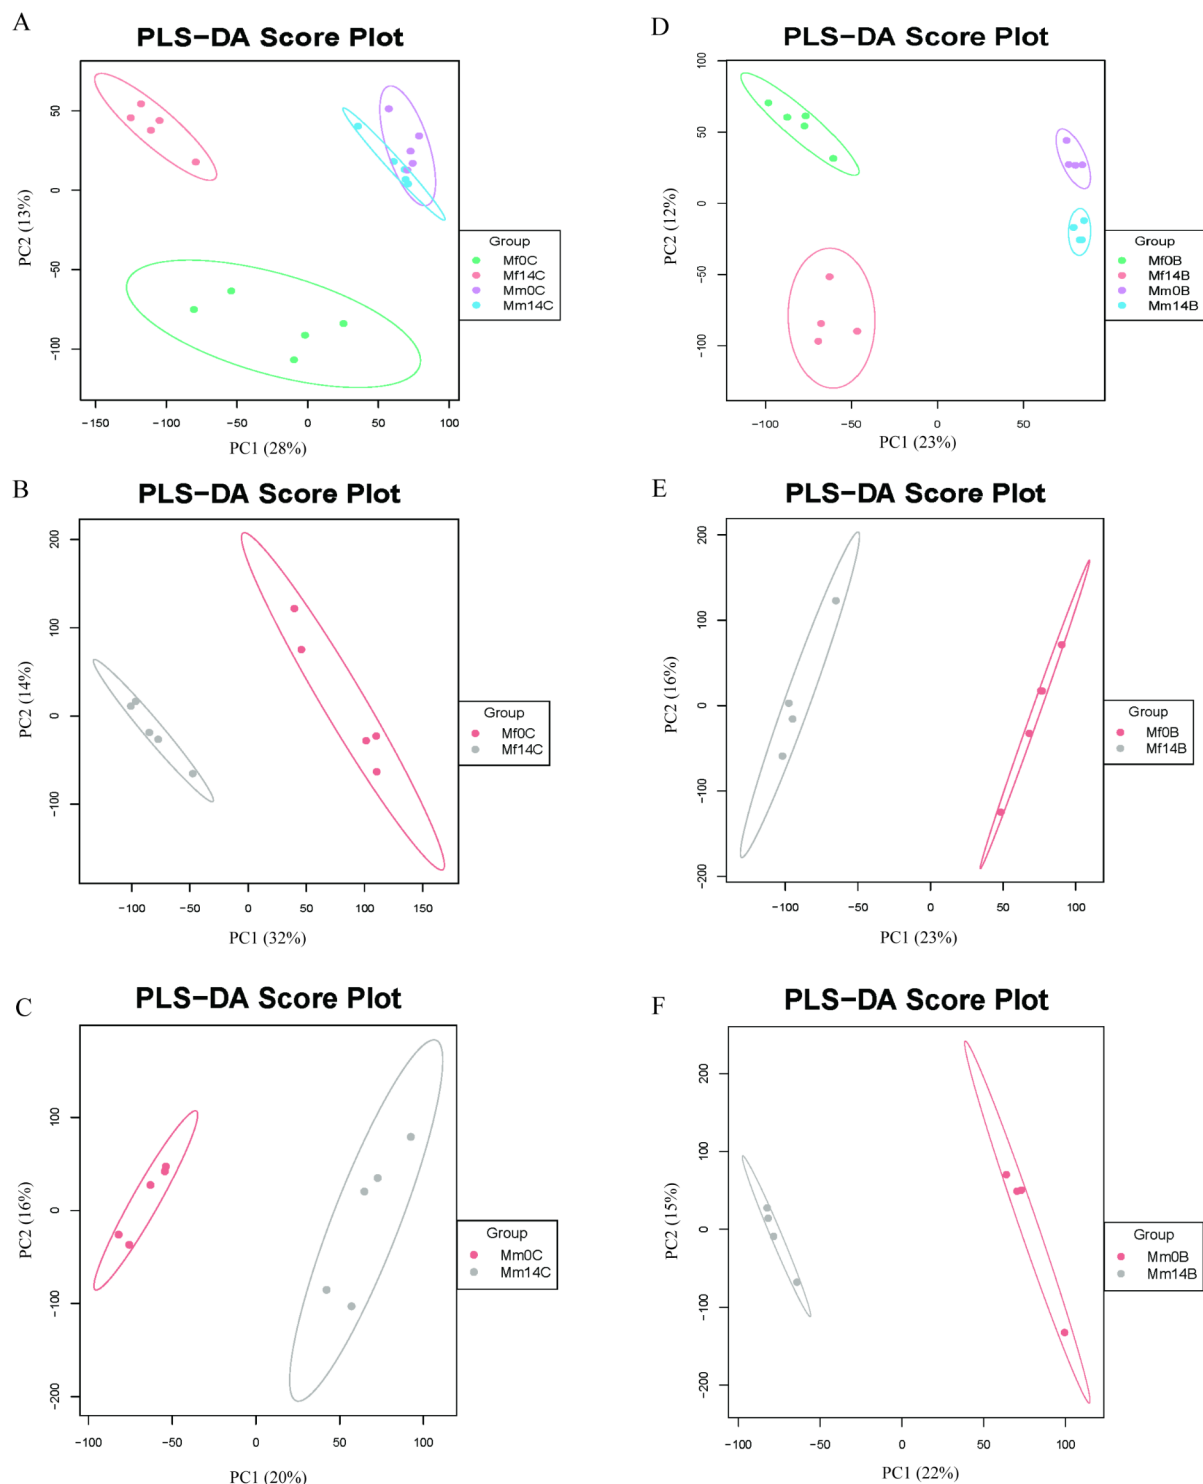 A
PLS-DA Score Plot
PC2 (13%)
50
0
-50
-100
-150
-100
-50
0
50
100
PC1 (28%)
Group
Mf0C
Mf14C
Mm0C
Mm14C
D
PLS-DA Score Plot
PC2 (12%)
100
50
0
-50
-100
-100
-50
0
50
PC1 (23%)
Group
Mf0B
Mf14B
Mm0B
Mm14B
B
PLS-DA Score Plot
PC2 (14%)
200
100
0
-100
-100
-50
0
50
100
150
PC1 (32%)
Group
Mf0C
Mf14C
E
PLS-DA Score Plot
PC2 (16%)
200
100
0
-100
-200
-100
-50
0
50
100
PC1 (23%)
Group
Mf0B
Mf14B
C
PLS-DA Score Plot
PC2 (16%)
100
0
-100
-200
-100
-50
0
50
100
PC1 (20%)
Group
Mm0C
Mm14C
F
PLS-DA Score Plot
PC2 (15%)
200
100
0
-100
-200
-100
-50
0
50
100
PC1 (22%)
Group
Mm0B
Mm14B